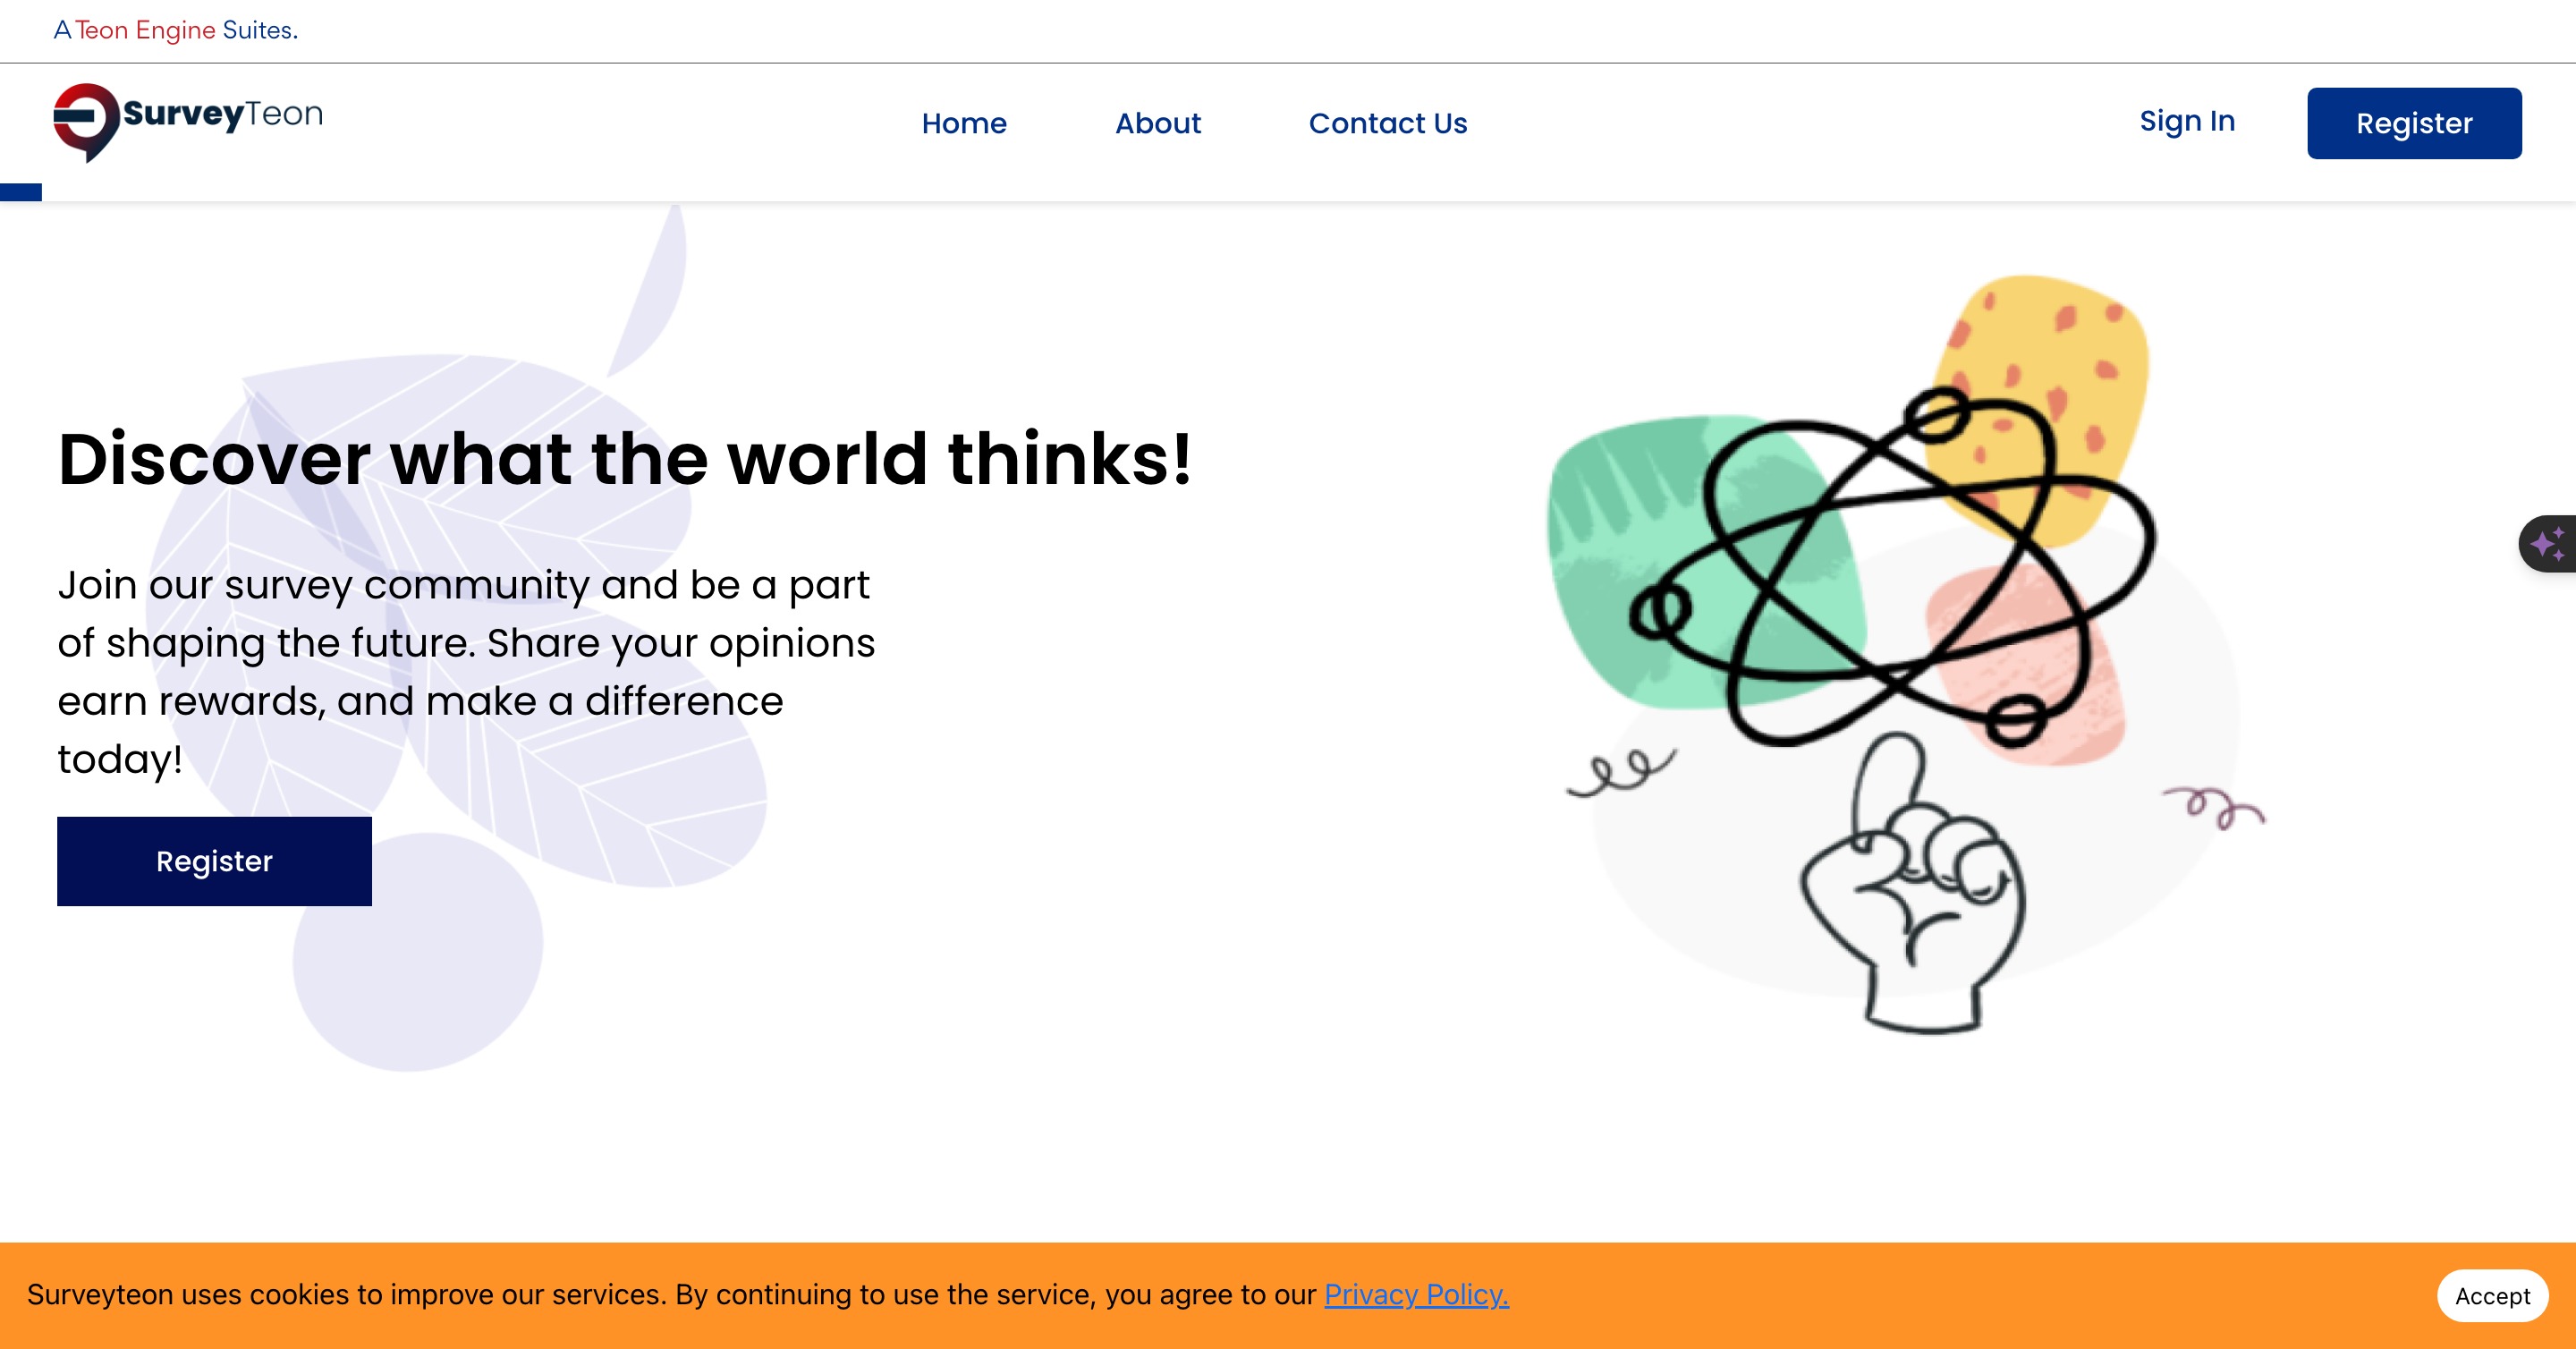 A Teon Engine Suites.
SurveyTeon
Home About Contact Us Sign In Register
Discover what the world thinks!
Join our survey community and be a part
of shaping the future. Share your opinions
earn rewards, and make a difference
today!
Register
Surveyteon uses cookies to improve our services. By continuing to use the service, you agree to our Privacy Policy. Accept